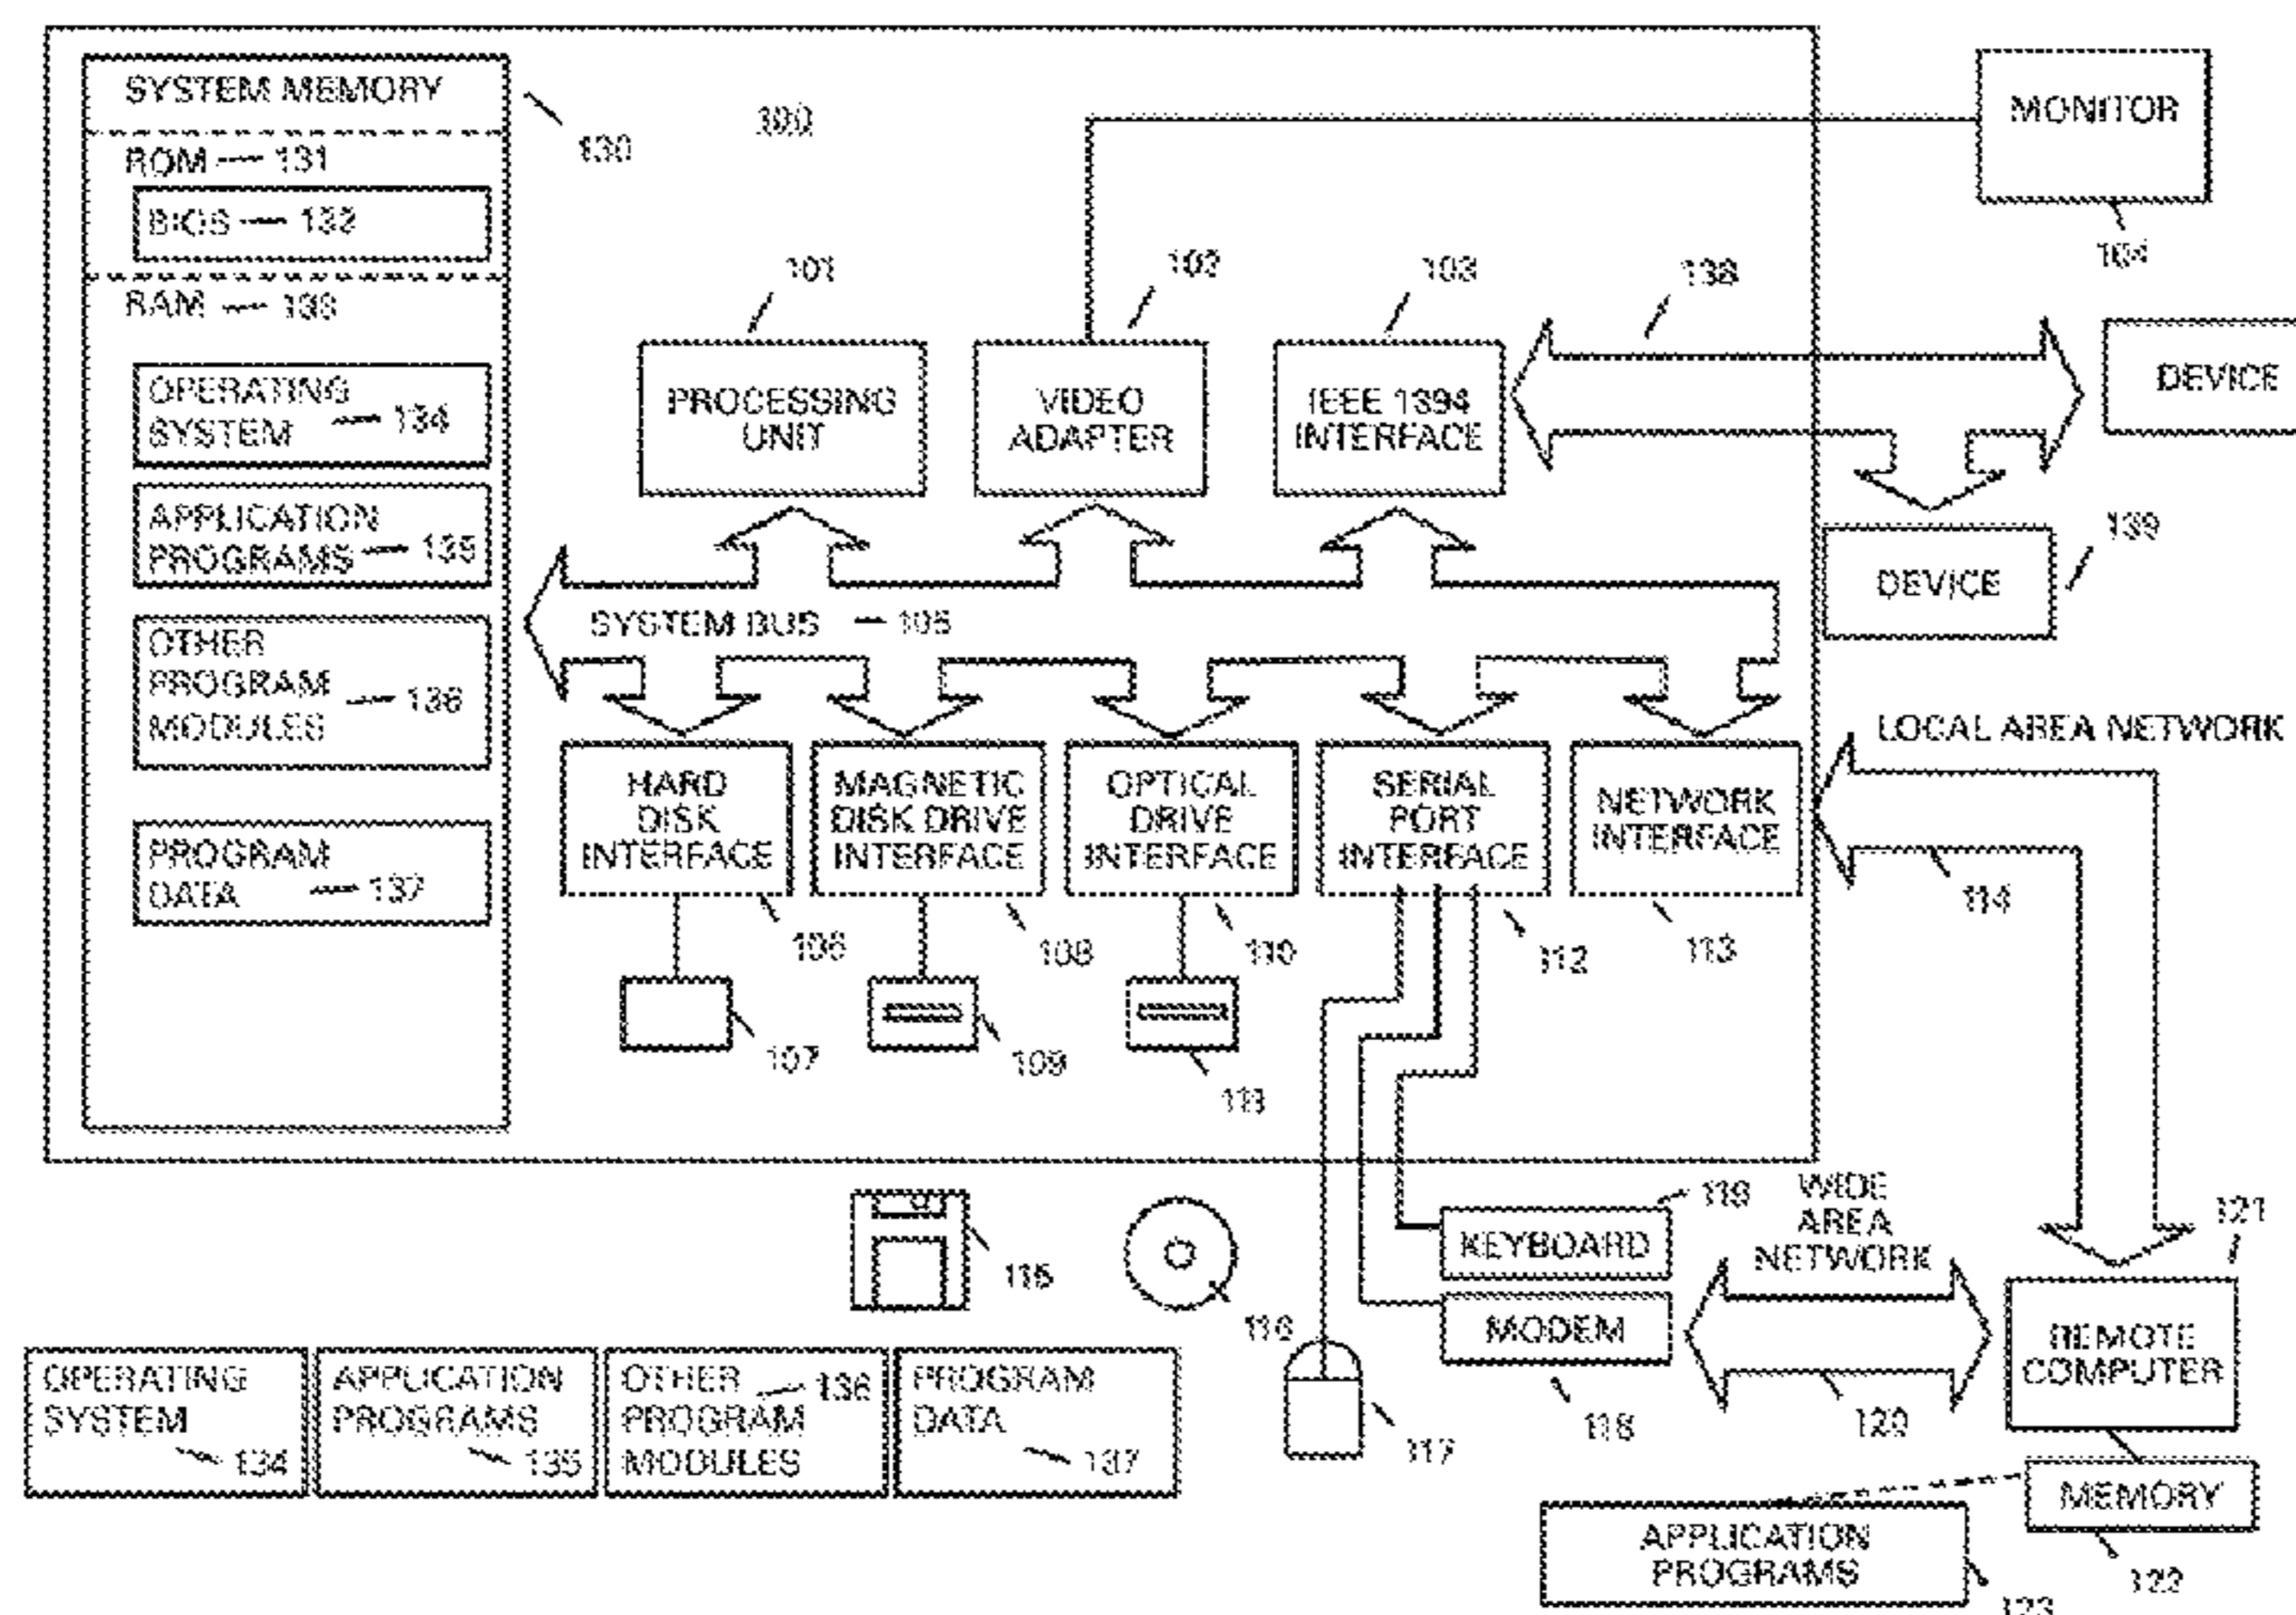 SYSTEM MEMORY
130
100
ROM 131
BIOS 132
RAM 133
OPERATING
SYSTEM 134
APPLICATION
PROGRAMS 135
OTHER
PROGRAM
MODULES 136
PROGRAM
DATA 137
MONITOR
104
101
102
103
138
PROCESSING
UNIT
VIDEO
ADAPTER
IEEE 1394
INTERFACE
DEVICE
DEVICE
139
SYSTEM BUS 105
HARD
DISK
INTERFACE
MAGNETIC
DISK DRIVE
INTERFACE
OPTICAL
DRIVE
INTERFACE
SERIAL
PORT
INTERFACE
NETWORK
INTERFACE
LOCAL AREA NETWORK
114
106
108
110
112
113
107
109
111
115
116
117
119
KEYBOARD
MODEM
118
WIDE
AREA
NETWORK
120
121
REMOTE
COMPUTER
MEMORY
122
APPLICATION
PROGRAMS
123
OPERATING
SYSTEM
134
APPLICATION
PROGRAMS
135
OTHER 136
PROGRAM
MODULES
PROGRAM
DATA
137